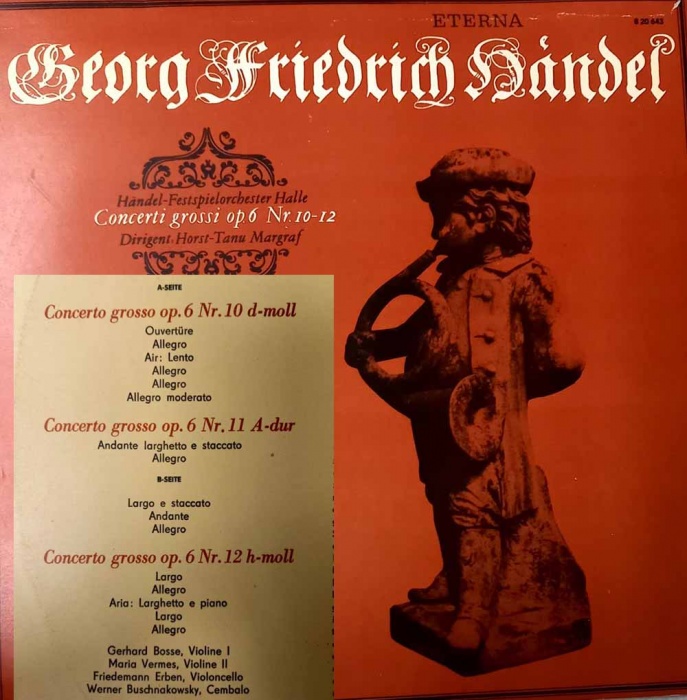 ETERNA
8 20 643
Georg Friedrich Händel
Händel-Festspielorchester Halle
Concerti grossi op 6 Nr. 10-12
Dirigent: Horst-Tanu Margraf
A-SEITE
Concerto grosso op. 6 Nr. 10 d-moll
Ouvertüre
Allegro
Air: Lento
Allegro
Allegro
Allegro moderato
Concerto grosso op. 6 Nr. 11 A-dur
Andante larghetto e staccato
Allegro
B-SEITE
Largo e staccato
Andante
Allegro
Concerto grosso op. 6 Nr. 12 h-moll
Largo
Allegro
Aria: Larghetto e piano
Largo
Allegro
Gerhard Bosse, Violine I
Maria Vermes, Violine II
Friedemann Erben, Violoncello
Werner Buschnakowsky, Cembalo